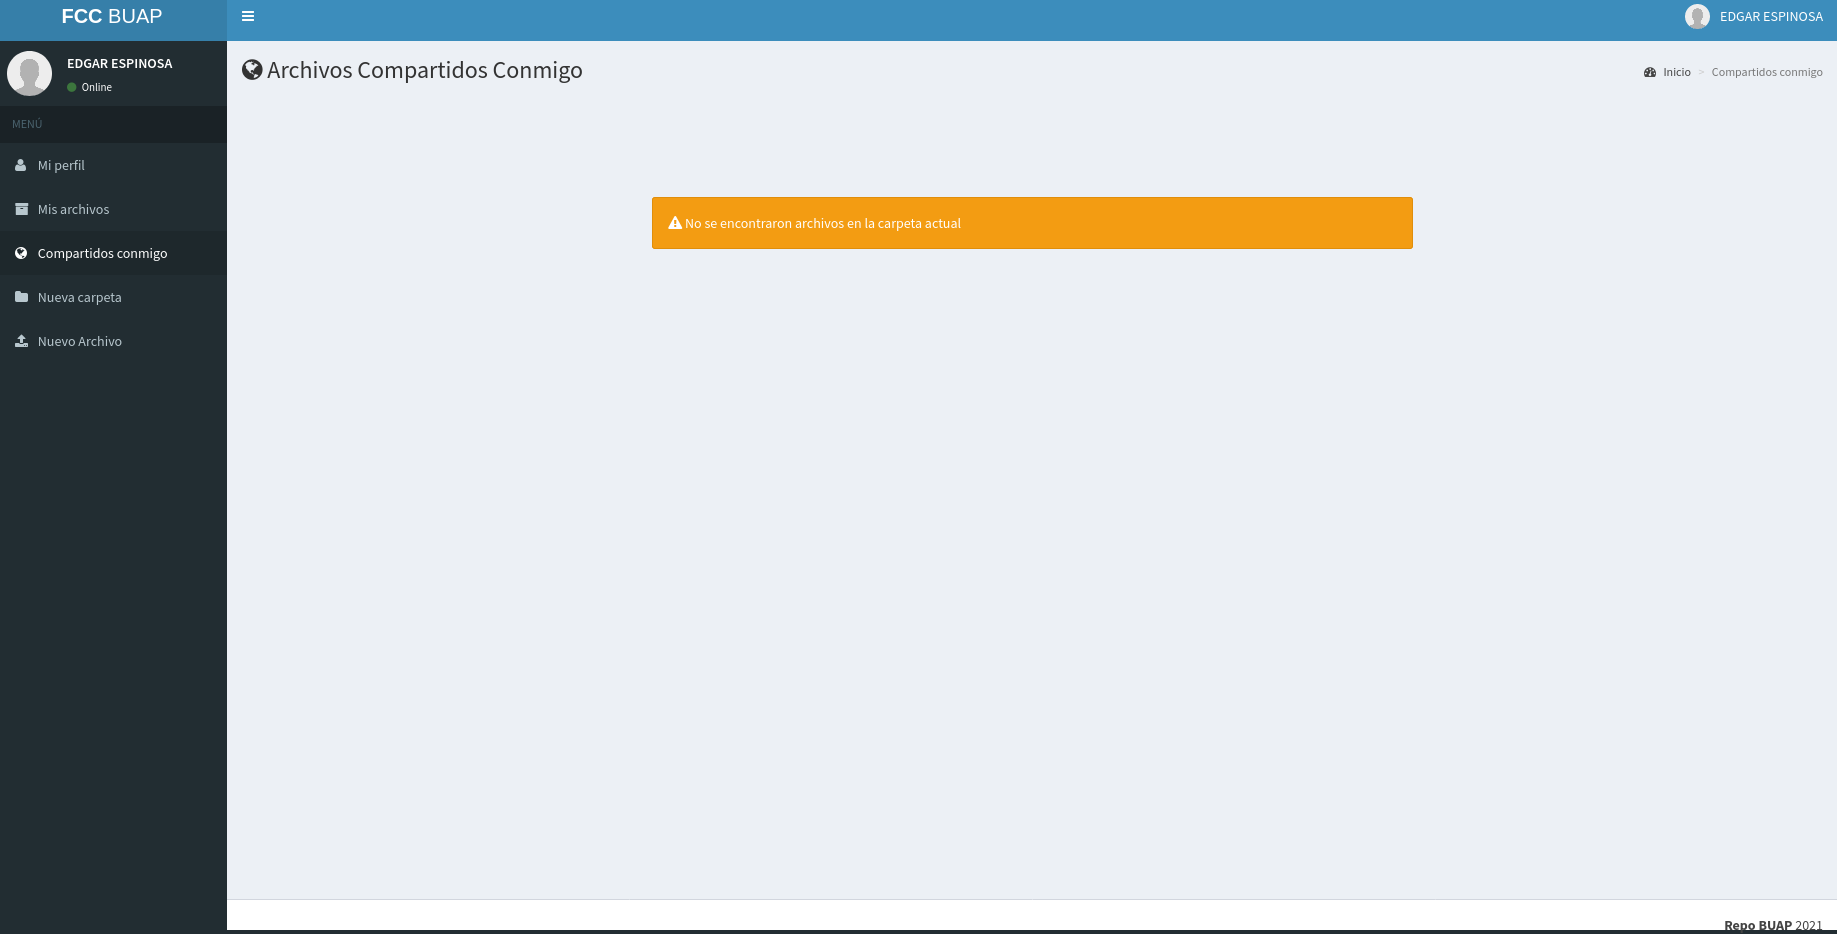 FCC BUAP
EDGAR ESPINOSA
EDGAR ESPINOSA
Online
MENÚ
Mi perfil
Mis archivos
Compartidos conmigo
Nueva carpeta
Nuevo Archivo
Archivos Compartidos Conmigo
Inicio > Compartidos conmigo
No se encontraron archivos en la carpeta actual
Repo BUAP 2021